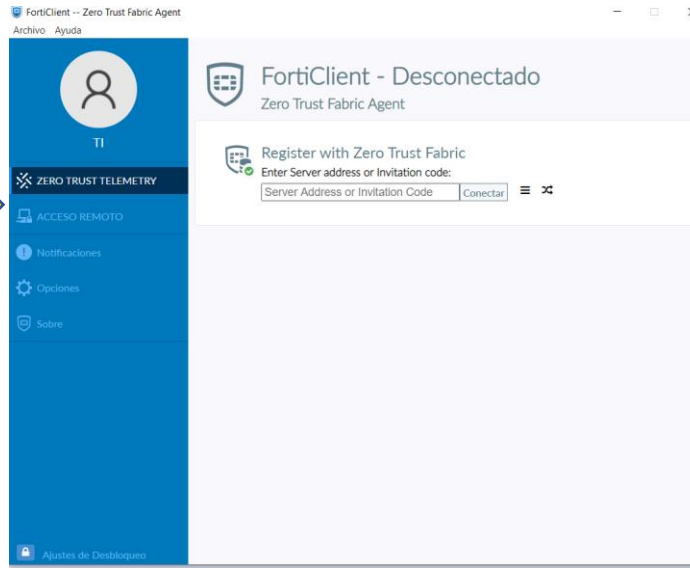 FortiClient -- Zero Trust Fabric Agent
Archivo Ayuda
TI
ZERO TRUST TELEMETRY
ACCESO REMOTO
Notificaciones
Opciones
Sobre
Ajustes de Desbloqueo
FortiClient - Desconectado
Zero Trust Fabric Agent
Register with Zero Trust Fabric
Enter Server address or Invitation code:
Server Address or Invitation Code Conectar